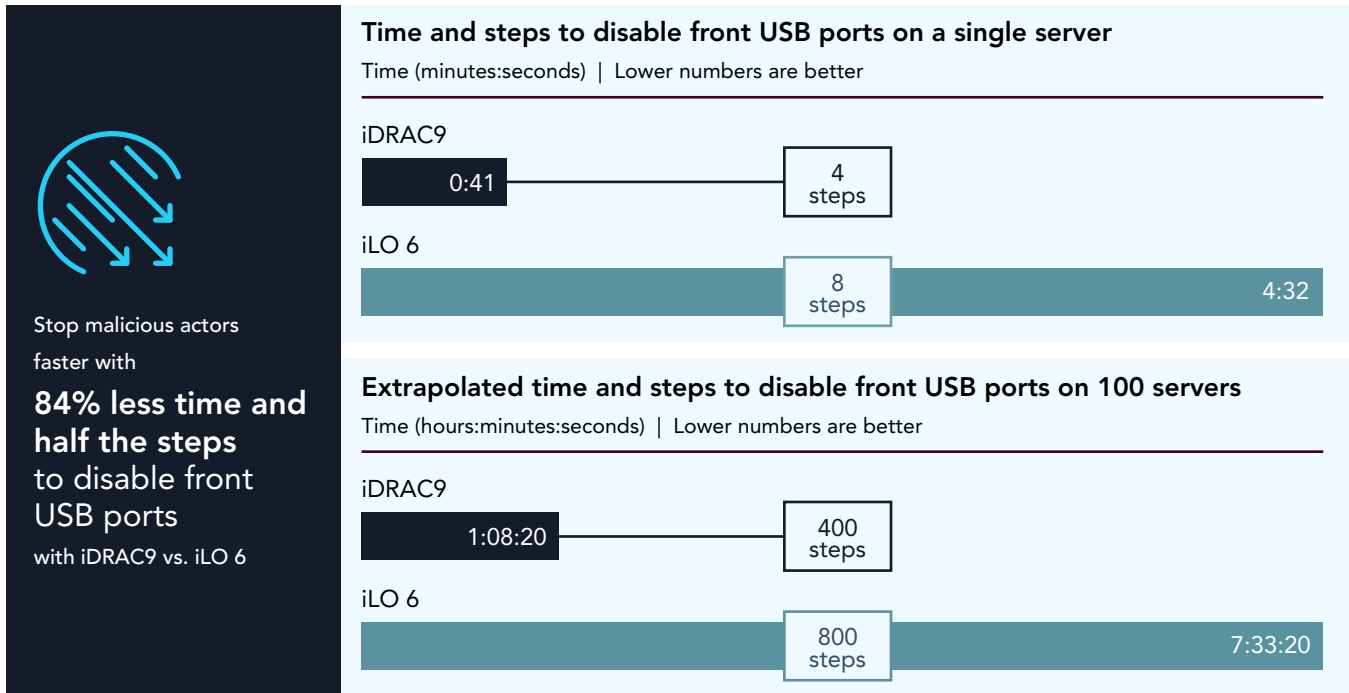 Stop malicious actors
faster with
84% less time and
half the steps
to disable front
USB ports
with iDRAC9 vs. iLO 6
Time and steps to disable front USB ports on a single server
Time (minutes:seconds) | Lower numbers are better
iDRAC9
0:41
4
steps
iLO 6
8
steps
4:32
Extrapolated time and steps to disable front USB ports on 100 servers
Time (hours:minutes:seconds) | Lower numbers are better
iDRAC9
1:08:20
400
steps
iLO 6
800
steps
7:33:20